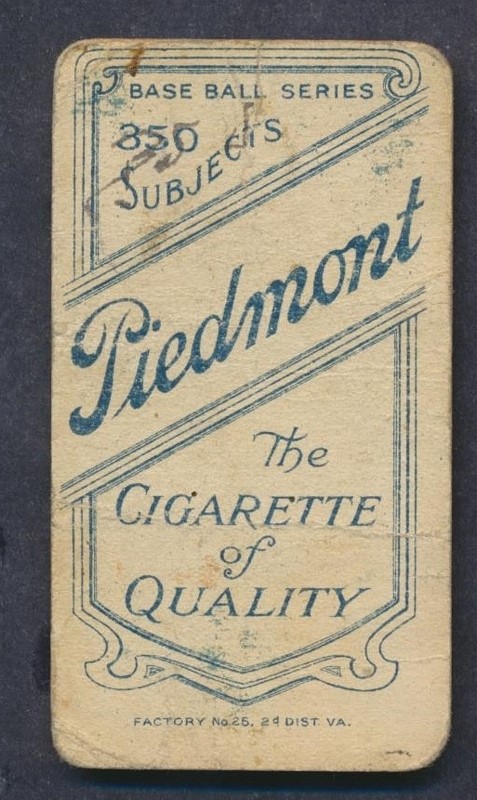 BASE BALL SERIES
350
SUBJECTS
Piedmont
The
CIGARETTE
of
QUALITY
FACTORY No. 25, 2d DIST. VA.